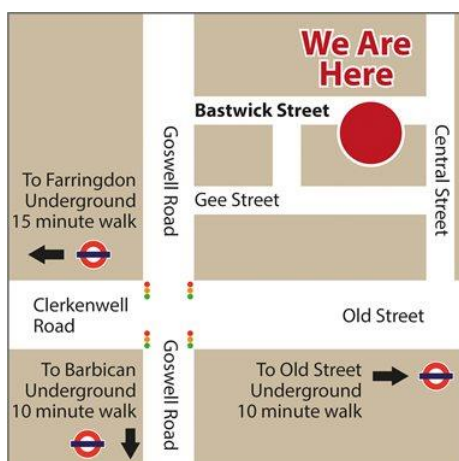 We Are
Here
Bastwick Street
Goswell Road
Central Street
To Farringdon
Underground
15 minute walk
Gee Street
Clerkenwell
Road
Old Street
To Barbican
Underground
10 minute walk
Goswell Road
To Old Street
Underground
10 minute walk